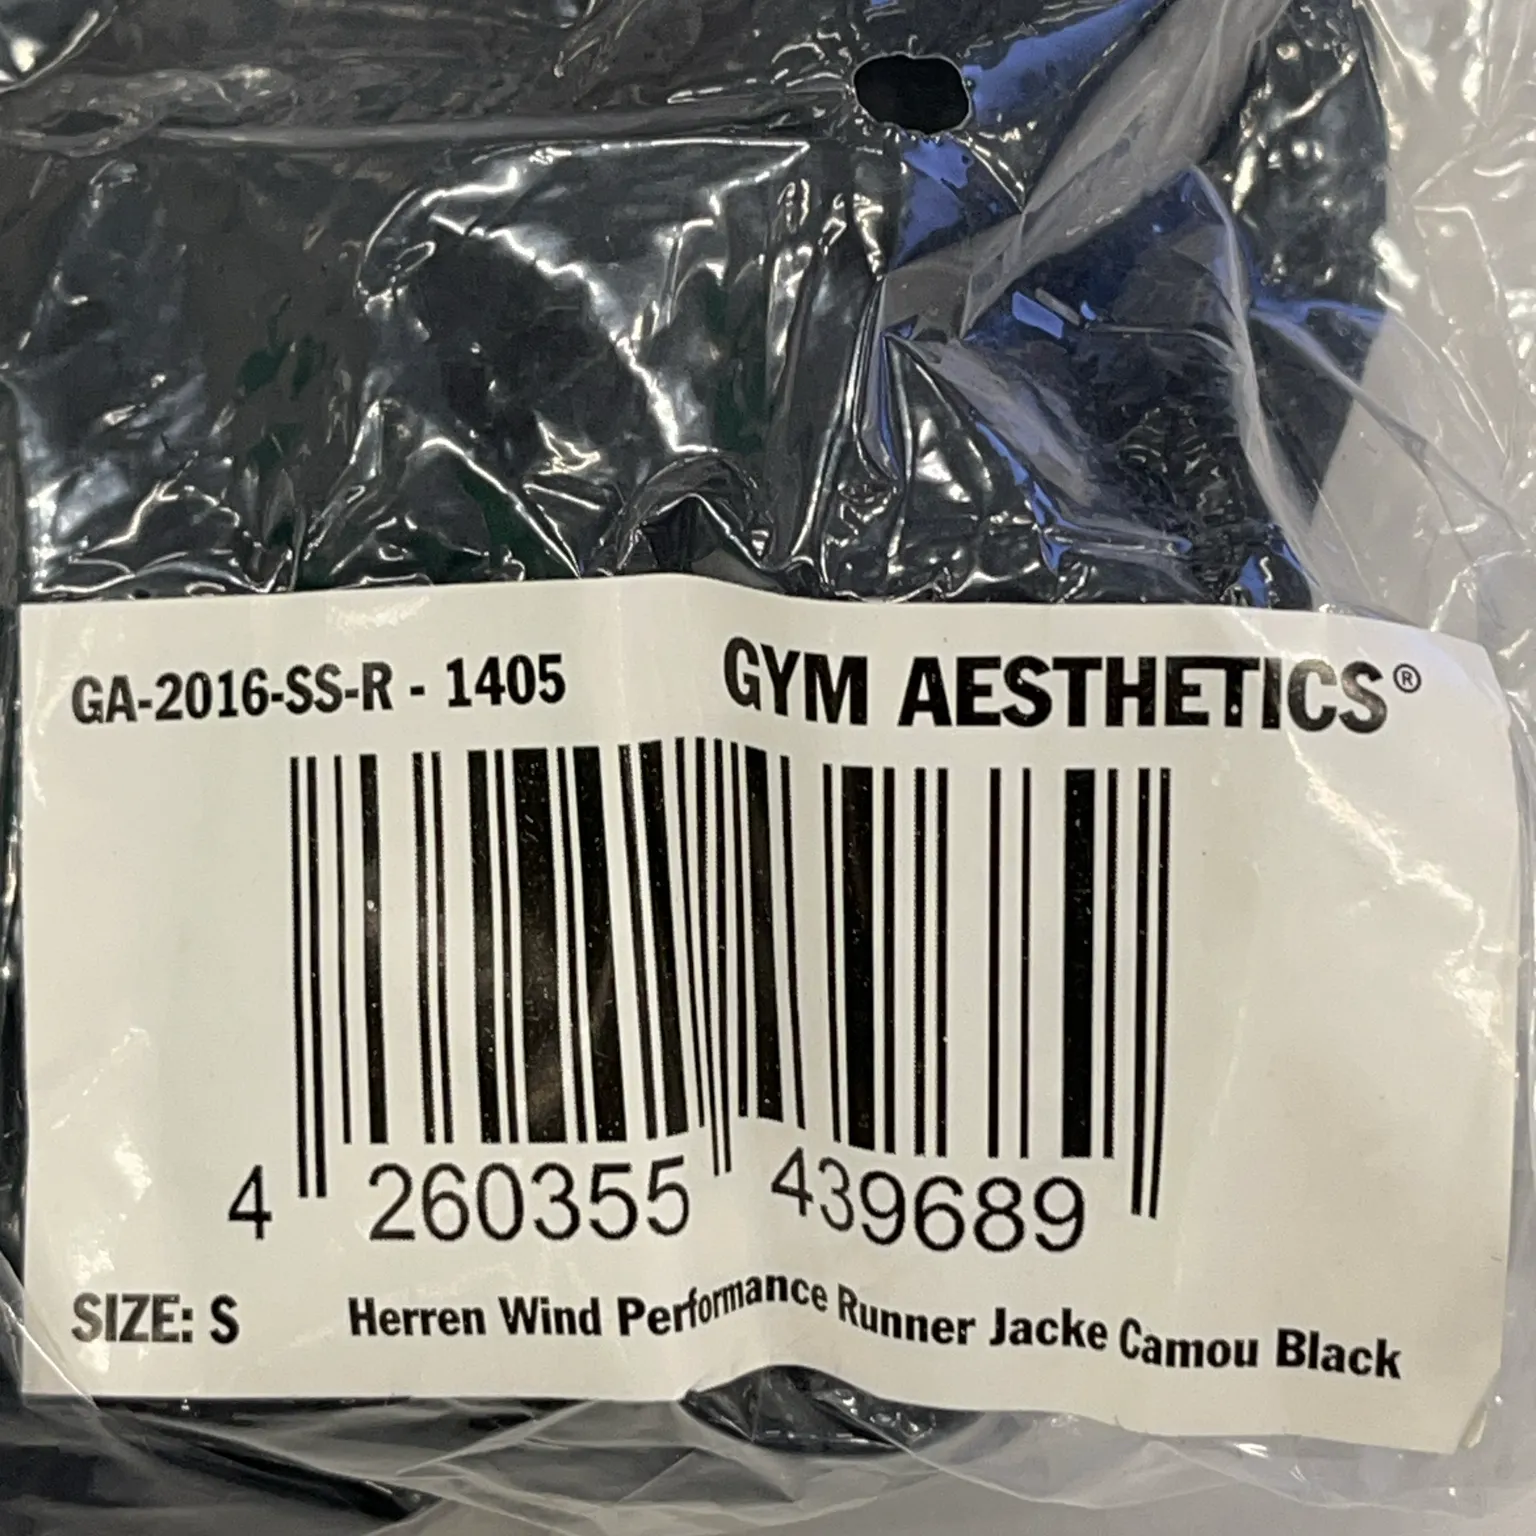 GA-2016-SS-R - 1405
GYM AESTHETICS®
4 260355 439689
SIZE: S
Herren Wind Performance Runner Jacke Camou Black